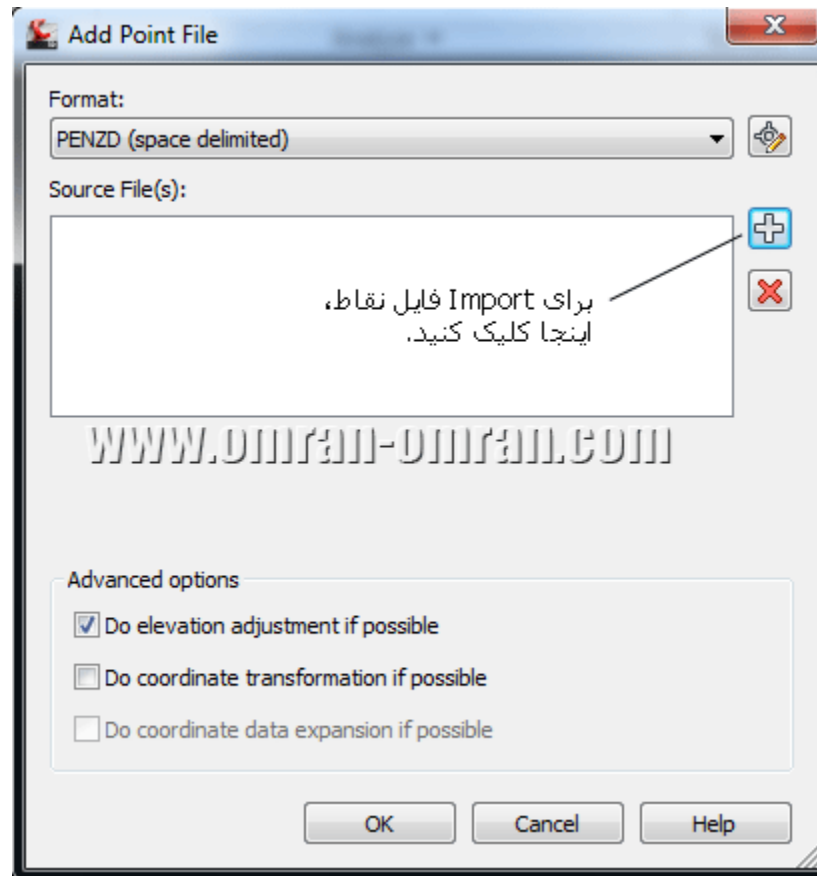 Add Point File
Format:
PENZD (space delimited)
Source File(s):
برای Import فایل نقاط،
اینجا کلیک کنید.
www.omran-omran.com
Advanced options
Do elevation adjustment if possible
Do coordinate transformation if possible
Do coordinate data expansion if possible
OK
Cancel
Help